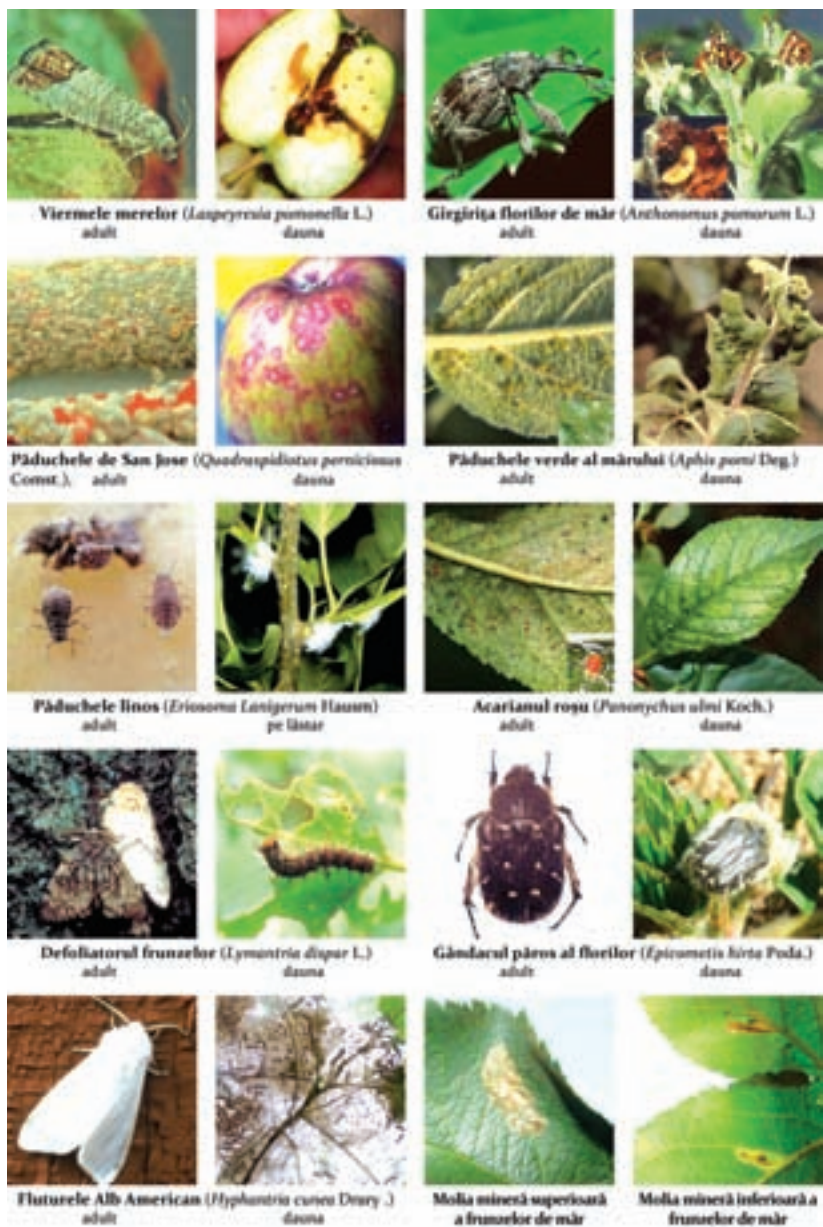 Viermele merelor (Laspeyresia pomonella L.)
adult dauna
Gîrgîrița florilor de măr (Anthonomus pomorum L.)
adult dauna
Păduchele de San Jose (Quadraspidiotus perniciosus
Comst.), adult dauna
Păduchele verde al mărului (Aphis pomi Deg.)
adult dauna
Păduchele linos (Eriosoma Lanigerum Hausm)
adult pe lăstar
Acarianul roșu (Panonychus ulmi Koch.)
adult dauna
Defoliatorul frunzelor (Lymantria dispar L.)
adult dauna
Gândacul păros al florilor (Epicometis hirta Poda.)
adult dauna
Fluturele Alb American (Hyphantria cunea Drury .)
adult dauna
Molia mineră superioară
a frunzelor de măr
Molia mineră inferioară a
frunzelor de măr